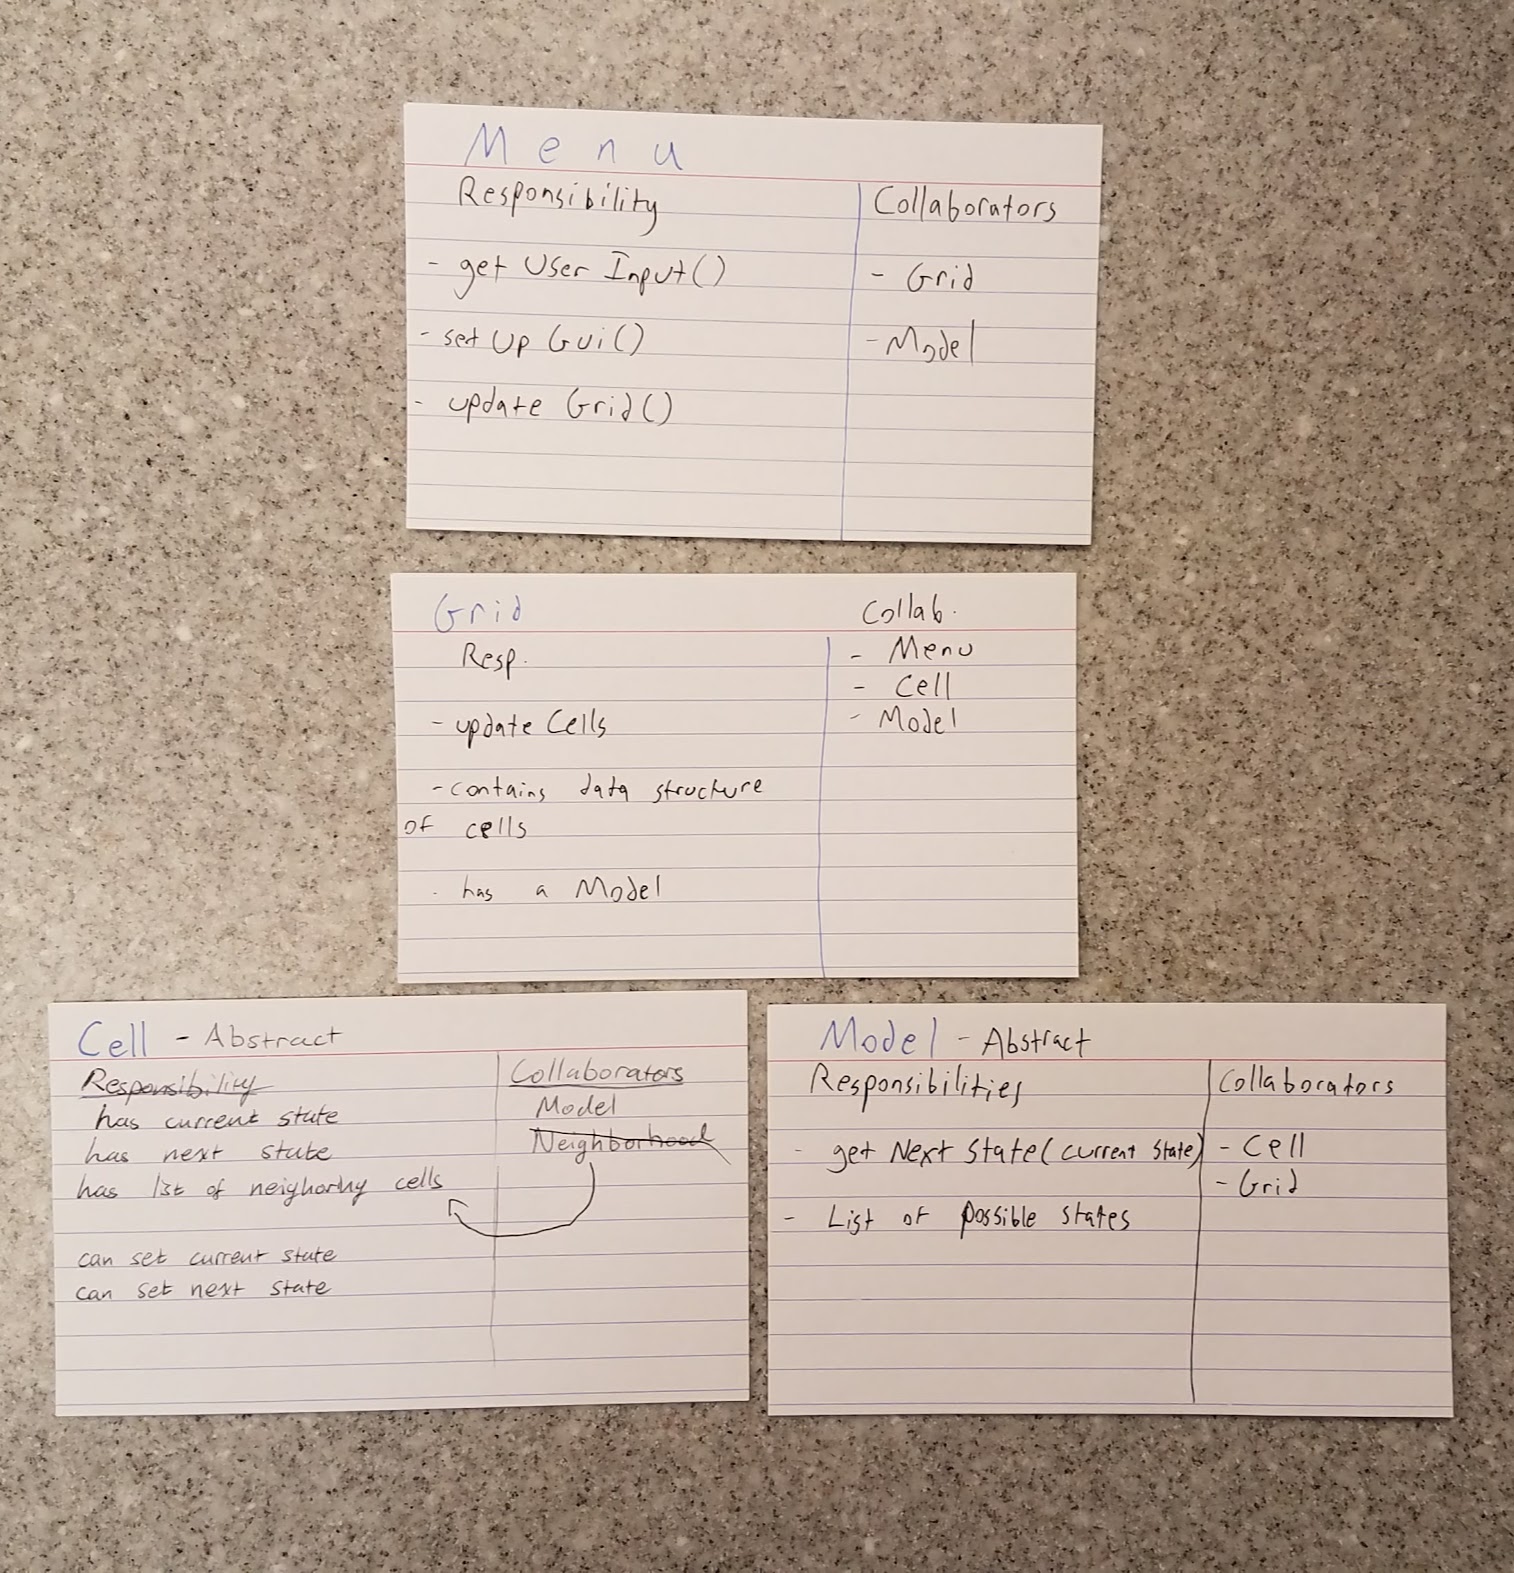 Menu
Responsibility
- get User Input()
- set Up Gui()
- update Grid()
Collaborators
- Grid
- Model
Grid
Resp.
- update Cells
- contains data structure
of cells
- has a Model
Collab.
- Menu
- Cell
- Model
Cell - Abstract
Responsibility
has current state
has next state
has list of neighorhy cells
can set current state
can set next state
Collaborators
Model
Neighborhood
Model - Abstract
Responsibilities
- get Next State(current state)
- List of possible states
Collaborators
- Cell
- Grid